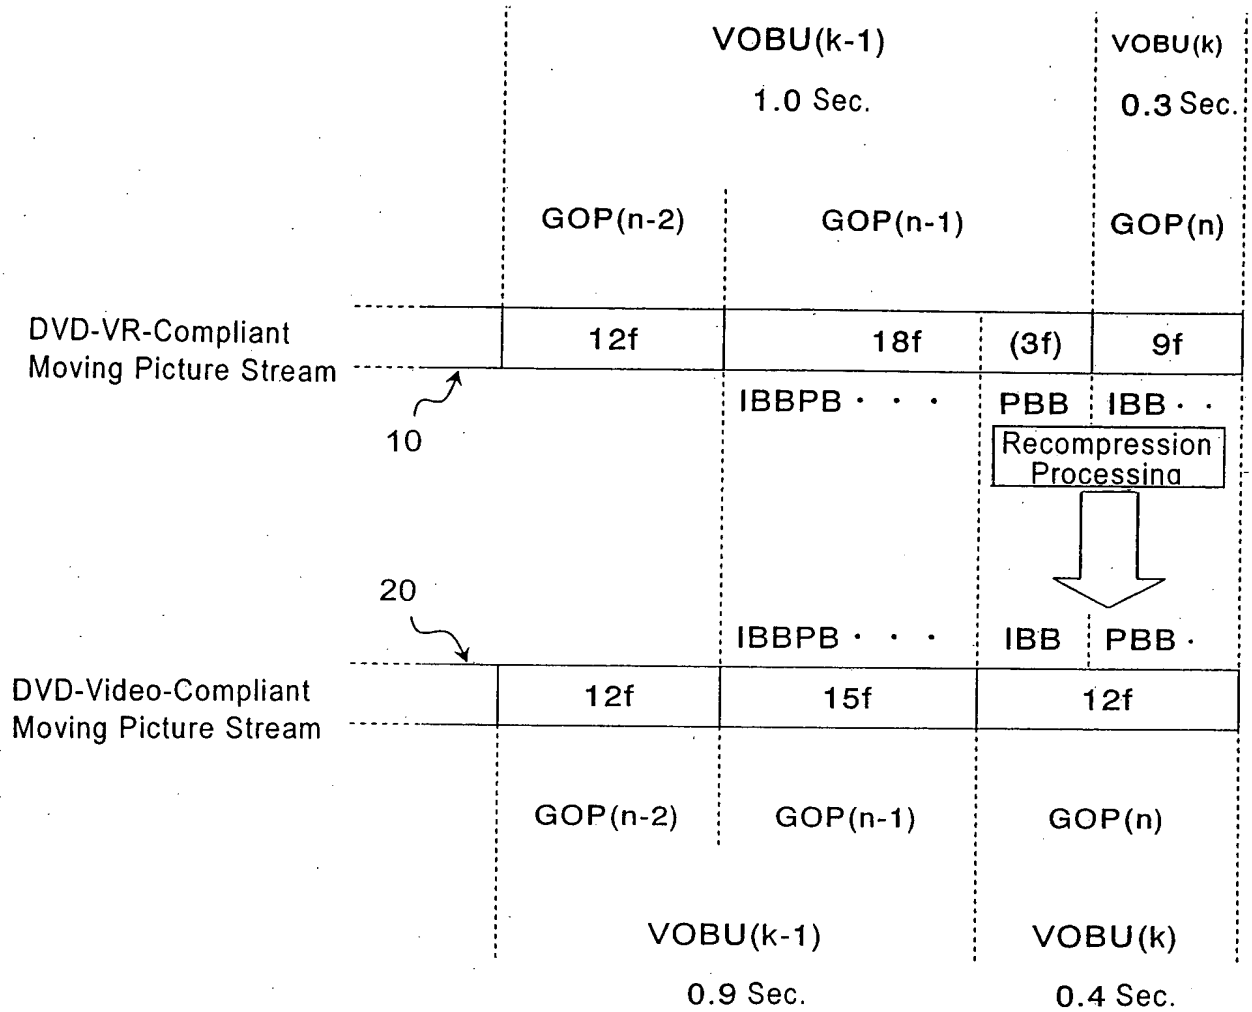 VOBU(k-1) VOBU(k)
1.0 Sec. 0.3 Sec.
GOP(n-2) GOP(n-1) GOP(n)
DVD-VR-Compliant
Moving Picture Stream
12f 18f (3f) 9f
IBBPB · · · PBB IBB · ·
10
Recompression
Processing
20
IBBPB · · · IBB PBB ·
DVD-Video-Compliant
Moving Picture Stream
12f 15f 12f
GOP(n-2) GOP(n-1) GOP(n)
VOBU(k-1) VOBU(k)
0.9 Sec. 0.4 Sec.